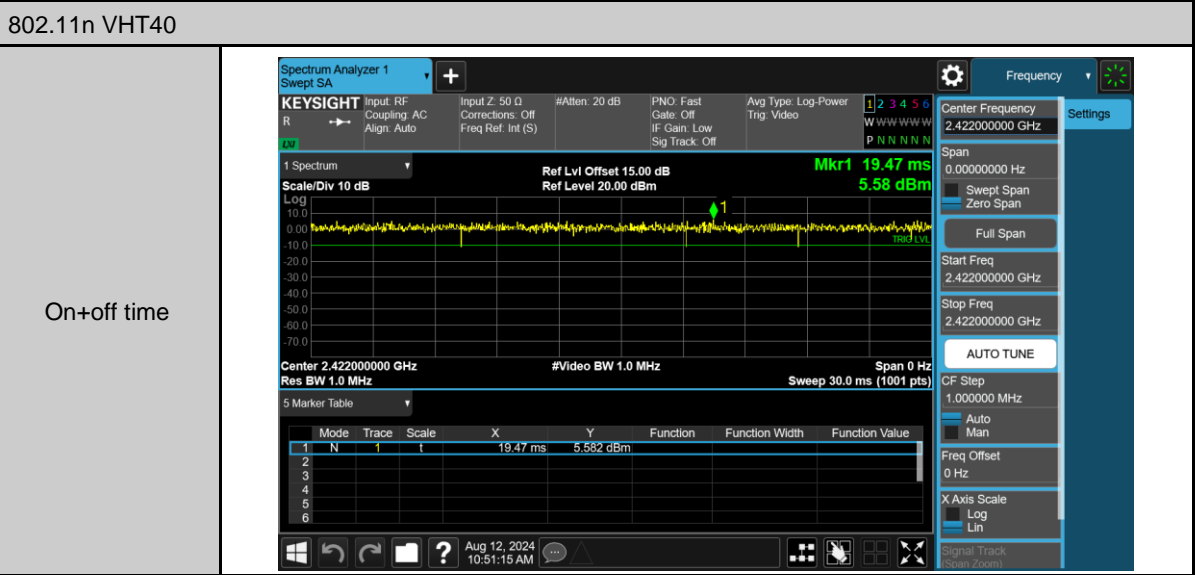 802.11n VHT40
On+off time
Spectrum Analyzer 1
Swept SA
Frequency
KEYSIGHT
R
LXI
Input: RF
Coupling: AC
Align: Auto
Input Z: 50 Ω
Corrections: Off
Freq Ref: Int (S)
#Atten: 20 dB
PNO: Fast
Gate: Off
IF Gain: Low
Sig Track: Off
Avg Type: Log-Power
Trig: Video
1 2 3 4 5 6
W W W W W W
P N N N N N
1 Spectrum
Scale/Div 10 dB
Ref Lvl Offset 15.00 dB
Ref Level 20.00 dBm
Mkr1 19.47 ms
5.58 dBm
Log
10.0
0.00
-10.0
-20.0
-30.0
-40.0
-50.0
-60.0
-70.0
1
TRIG LVL
Center 2.422000000 GHz
#Video BW 1.0 MHz
Span 0 Hz
Res BW 1.0 MHz
Sweep 30.0 ms (1001 pts)
5 Marker Table
Mode Trace Scale X Y Function Function Width Function Value
1 N 1 t 19.47 ms 5.582 dBm
2
3
4
5
6
?
Aug 12, 2024
10:51:15 AM
Center Frequency
2.422000000 GHz
Span
0.00000000 Hz
Swept Span
Zero Span
Full Span
Start Freq
2.422000000 GHz
Stop Freq
2.422000000 GHz
AUTO TUNE
CF Step
1.000000 MHz
Auto
Man
Freq Offset
0 Hz
X Axis Scale
Log
Lin
Signal Track
(Span Zoom)
Settings